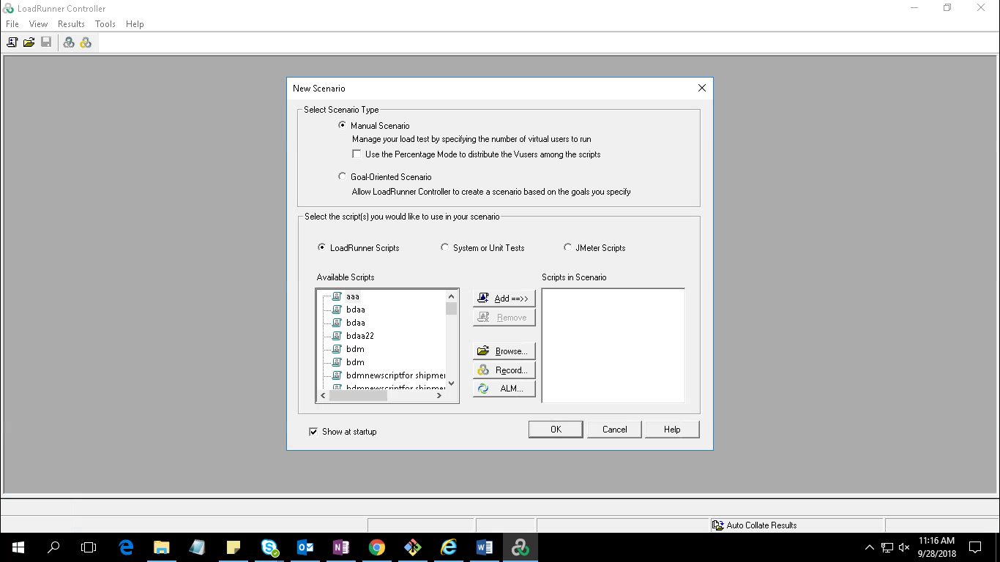 LoadRunner Controller
File View Results Tools Help
New Scenario
Select Scenario Type
Manual Scenario
Manage your load test by specifying the number of virtual users to run
Use the Percentage Mode to distribute the Vusers among the scripts
Goal-Oriented Scenario
Allow LoadRunner Controller to create a scenario based on the goals you specify
Select the script(s) you would like to use in your scenario
LoadRunner Scripts System or Unit Tests JMeter Scripts
Available Scripts Scripts in Scenario
aaa
bdaa
bdaa
bdaa22
bdm
bdm
bdmnewscriptfor shipmer
bdmnewscriptfor shipmer
Add ==>>
Remove
Browse...
Record...
ALM...
Show at startup OK Cancel Help
Auto Collate Results
11:16 AM
9/28/2018